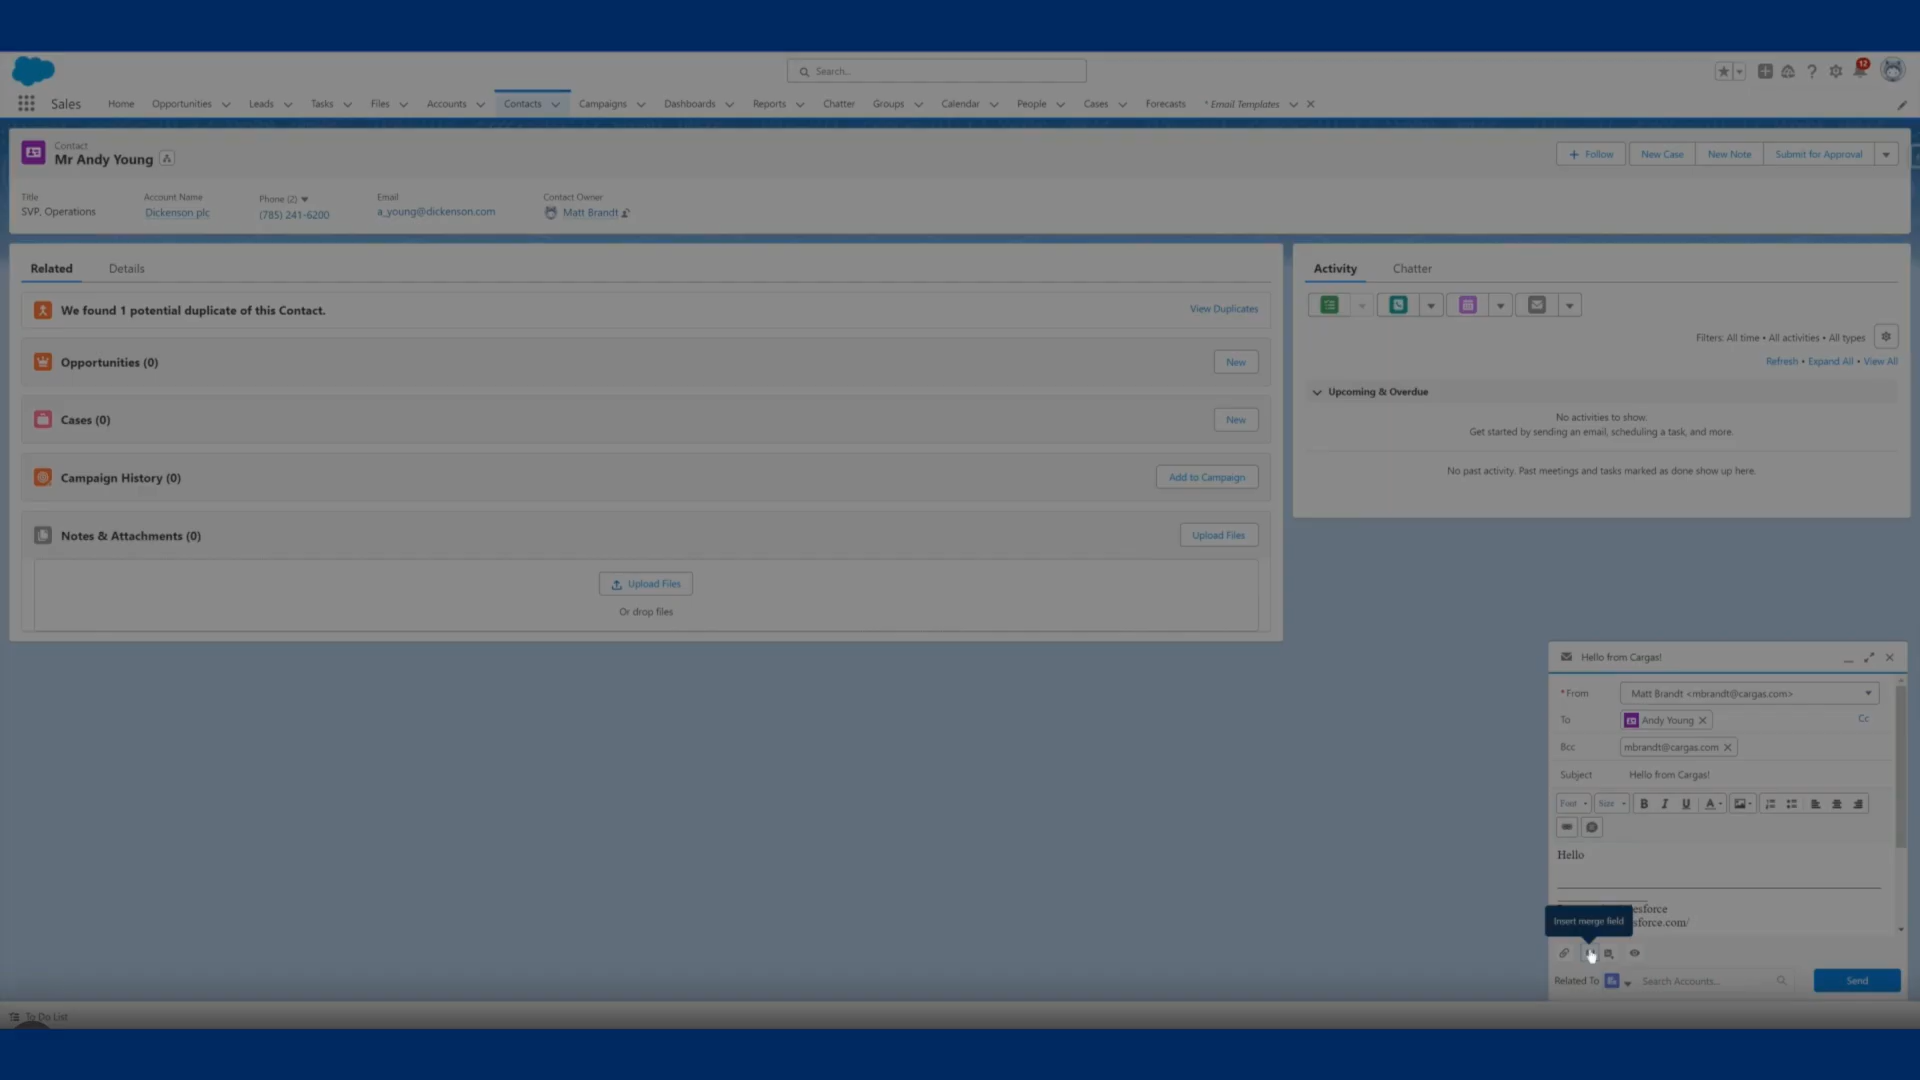 Search...
12
Sales
Home
Opportunities
Leads
Tasks
Files
Accounts
Contacts
Campaigns
Dashboards
Reports
Chatter
Groups
Calendar
People
Cases
Forecasts
* Email Templates
Contact
Mr Andy Young
Follow
New Case
New Note
Submit for Approval
Title
Account Name
Phone (2)
Email
Contact Owner
SVP, Operations
Dickenson plc
(785) 241-6200
a_young@dickenson.com
Matt Brandt
Related
Details
We found 1 potential duplicate of this Contact.
View Duplicates
Opportunities (0)
New
Cases (0)
New
Campaign History (0)
Add to Campaign
Notes & Attachments (0)
Upload Files
Upload Files
Or drop files
Activity
Chatter
Filters: All time • All activities • All types
Refresh • Expand All • View All
Upcoming & Overdue
No activities to show.
Get started by sending an email, scheduling a task, and more.
No past activity. Past meetings and tasks marked as done show up here.
Hello from Cargas!
* From
Matt Brandt <mbrandt@cargas.com>
To
Andy Young
Cc
Bcc
mbrandt@cargas.com
Subject
Hello from Cargas!
Font
Size
B I U A
Hello
esforce
Insert merge field
sforce.com/
Related To
Search Accounts...
Send
To Do List